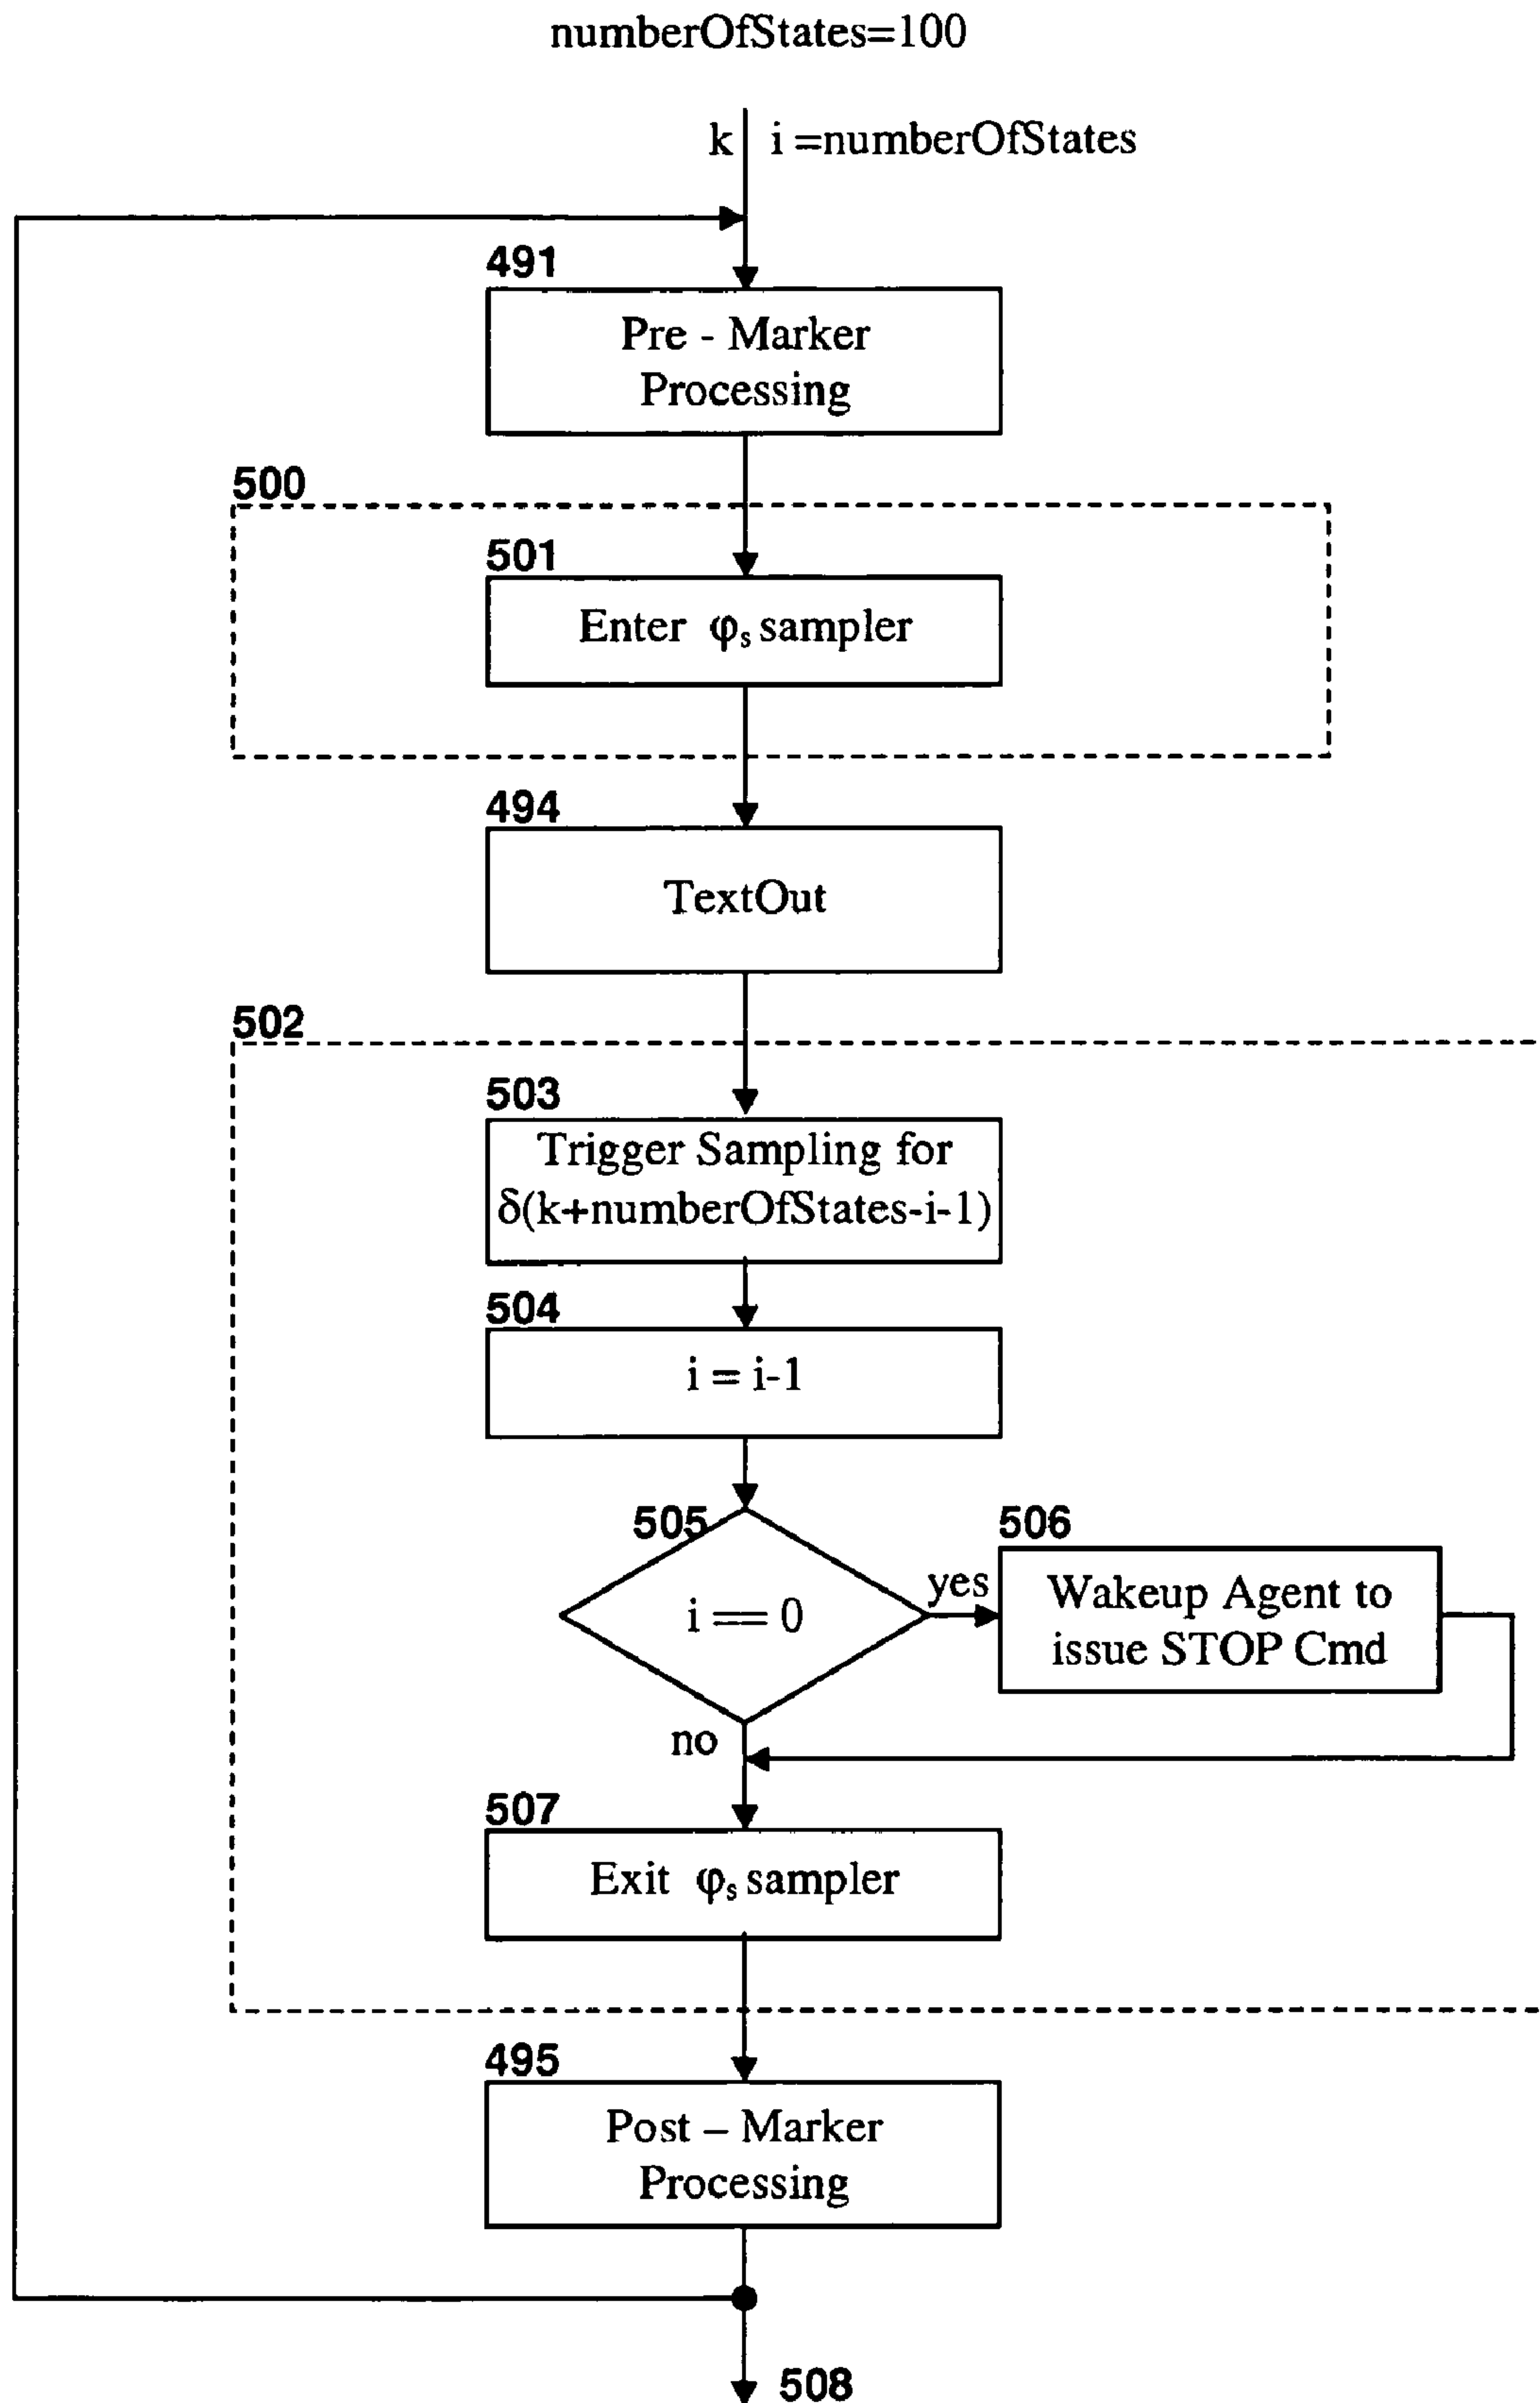 numberOfStates=100
k i =numberOfStates
491
Pre - Marker
Processing
500
501
Enter φs sampler
494
TextOut
502
503
Trigger Sampling for
δ(k+numberOfStates-i-1)
504
i = i-1
505
i == 0
yes
506
Wakeup Agent to
issue STOP Cmd
no
507
Exit φs sampler
495
Post – Marker
Processing
508